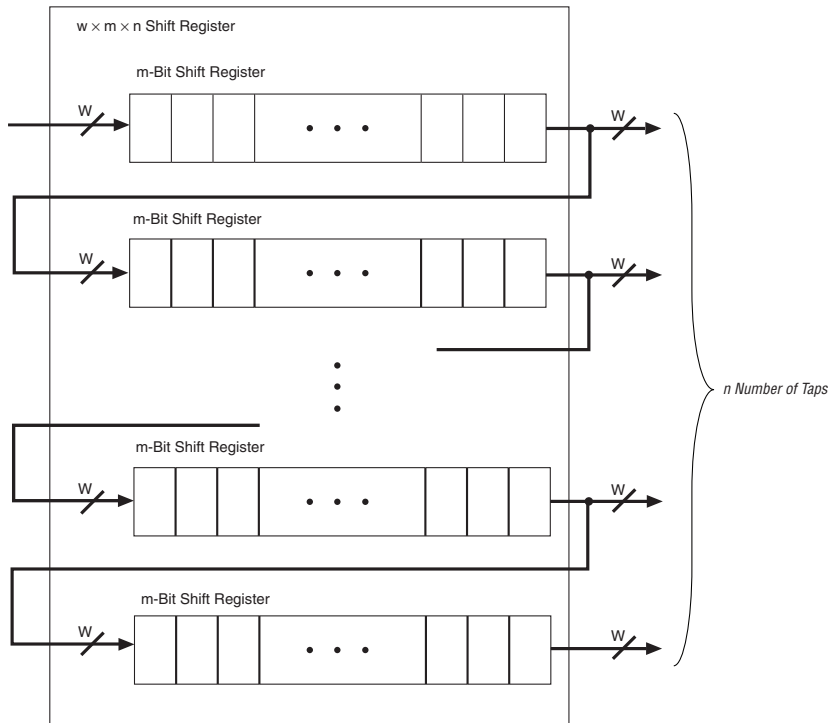 w × m × n Shift Register
m-Bit Shift Register
W
W
m-Bit Shift Register
W
W
n Number of Taps
m-Bit Shift Register
W
W
m-Bit Shift Register
W
W